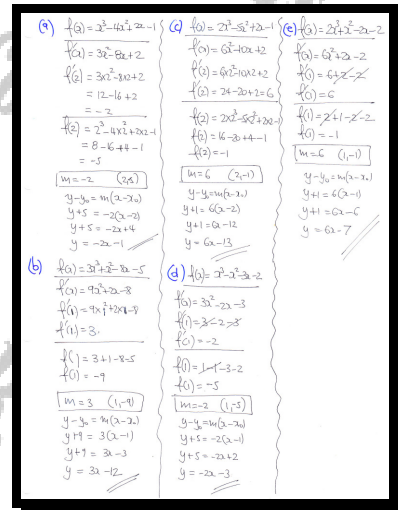 (a) f(x) = x³-4x²+2x-1
f'(x) = 3x²-8x+2
f'(2) = 3x2²-8x2+2
= 12-16+2
= -2
f(2) = 2³-4x2²+2x2-1
= 8-16+4-1
= -5
m=-2 (2,-5)
y-y₀ = m(x-x₀)
y+5 = -2(x-2)
y+5 = -2x+4
y = -2x-1
(b) f(x) = 3x³+x²-8x-5
f'(x) = 9x²+2x-8
f'(1) = 9x1²+2x1-8
f'(1) = 3.
f( ) = 3+1-8-5
f(1) = -9
m=3 (1,-9)
y-y₀ = m(x-x₀)
y+9 = 3(x-1)
y+9 = 3x-3
y = 3x-12
(c) f(x) = 2x³-5x²+2x-1
f'(x) = 6x²-10x+2
f'(2) = 6x2²-10x2+2
f'(2) = 24-20+2=6
f(2) = 2x2³-5x2²+2x2-1
f(2) = 16-20+4-1
f(2) = -1
m=6 (2,-1)
y-y₀=m(x-x₀)
y+1 = 6(x-2)
y+1 = 6x-12
y = 6x-13
(d) f(x) = x³-x²-3x-2
f'(x) = 3x²-2x-3
f'(1) = 3-2-3
f'(1) = -2
f(1) = 1-1-3-2
f(1) = -5
m=-2 (1,-5)
y-y₀=m(x-x₀)
y+5 = -2(x-1)
y+5 = -2x+2
y = -2x-3
(e) f(x) = 2x³+x²-2x-2
f'(x) = 6x²+2x-2
f'(1) = 6+2-2
f'(1) = 6
f(1) = 2+1-2-2
f(1) = -1
m=6 (1,-1)
y-y₀=m(x-x₀)
y+1 = 6(x-1)
y+1 = 6x-6
y = 6x-7